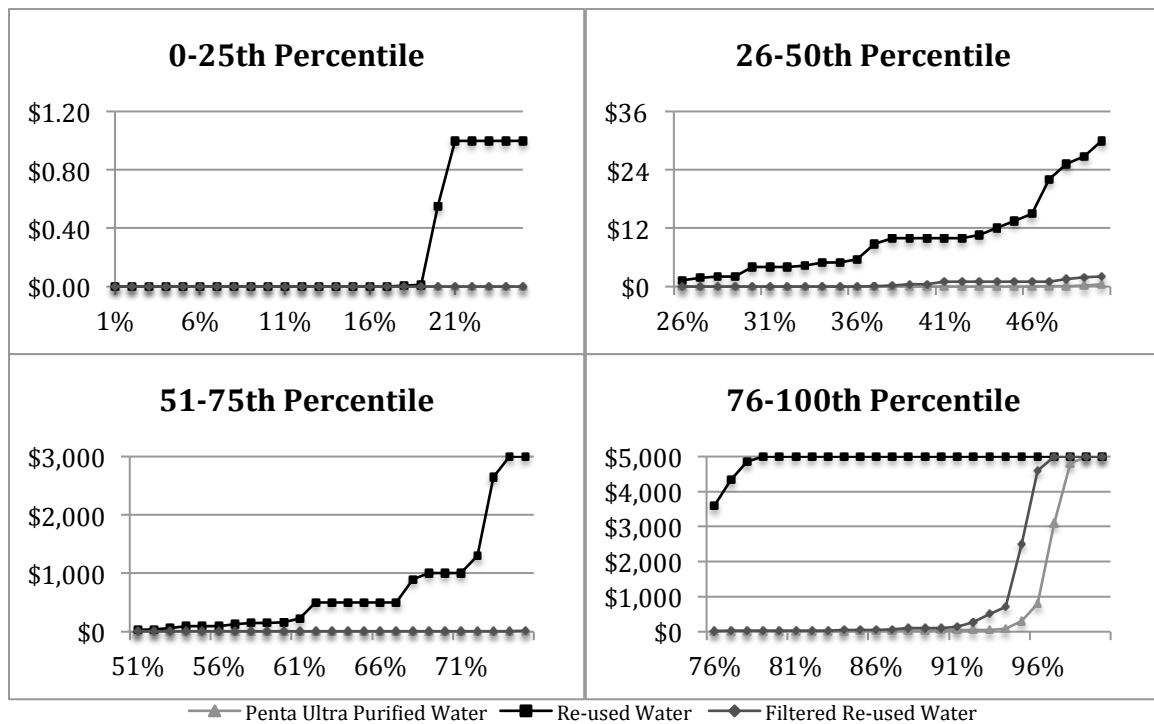 0-25th Percentile
$1.20
$0.80
$0.40
$0.00
1% 6% 11% 16% 21%
26-50th Percentile
$36
$24
$12
$0
26% 31% 36% 41% 46%
51-75th Percentile
$3,000
$2,000
$1,000
$0
51% 56% 61% 66% 71%
76-100th Percentile
$5,000
$4,000
$3,000
$2,000
$1,000
$0
76% 81% 86% 91% 96%
Penta Ultra Purified Water Re-used Water Filtered Re-used Water